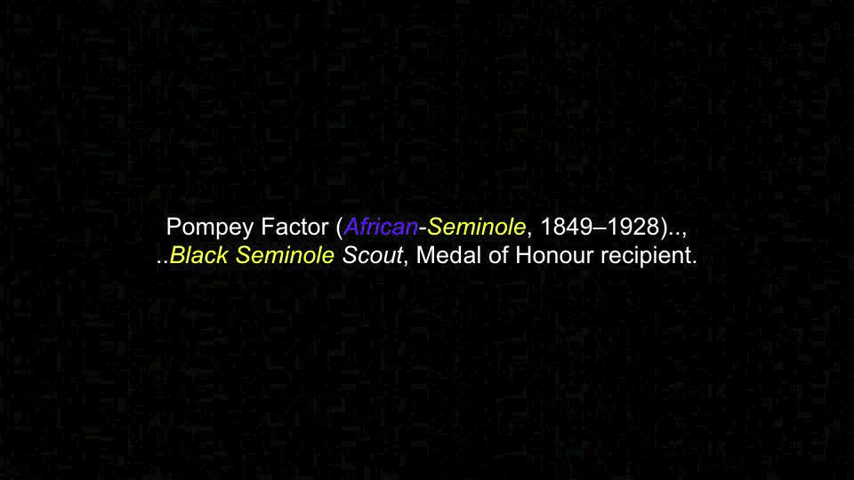 Pompey Factor (African-Seminole, 1849–1928)..,
..Black Seminole Scout, Medal of Honour recipient.